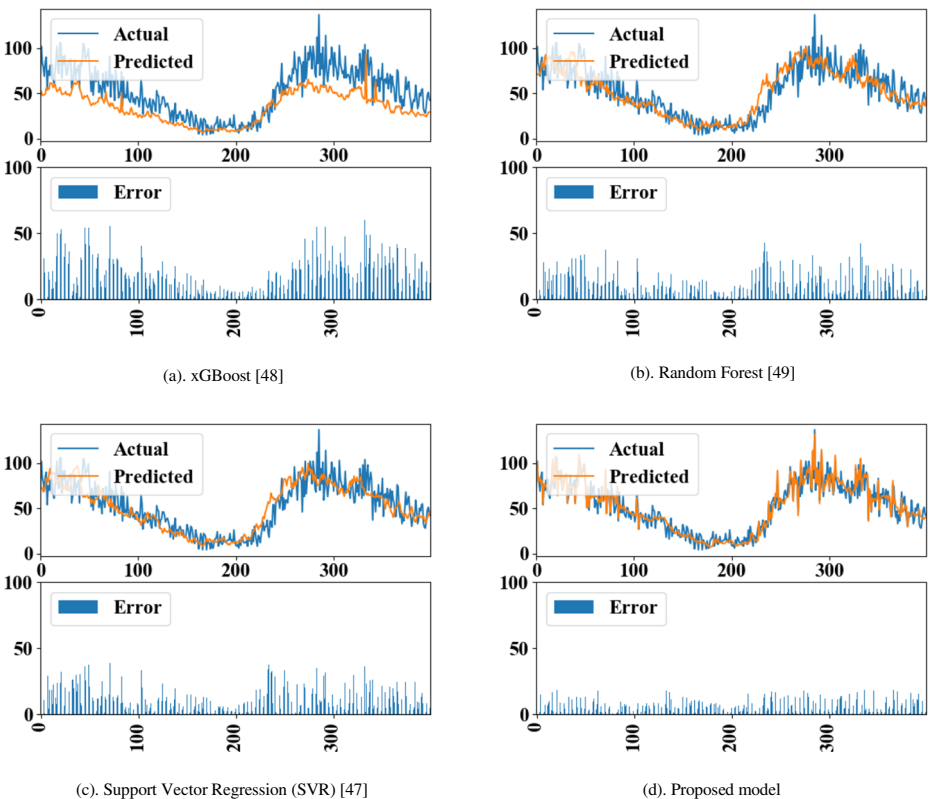 Actual
Predicted
100
50
0
0 100 200 300
100
50
0
Error
0 100 200 300
(a). xGBoost [48]
Actual
Predicted
100
50
0
0 100 200 300
100
50
0
Error
0 100 200 300
(b). Random Forest [49]
Actual
Predicted
100
50
0
0 100 200 300
100
50
0
Error
0 100 200 300
(c). Support Vector Regression (SVR) [47]
Actual
Predicted
100
50
0
0 100 200 300
100
50
0
Error
0 100 200 300
(d). Proposed model